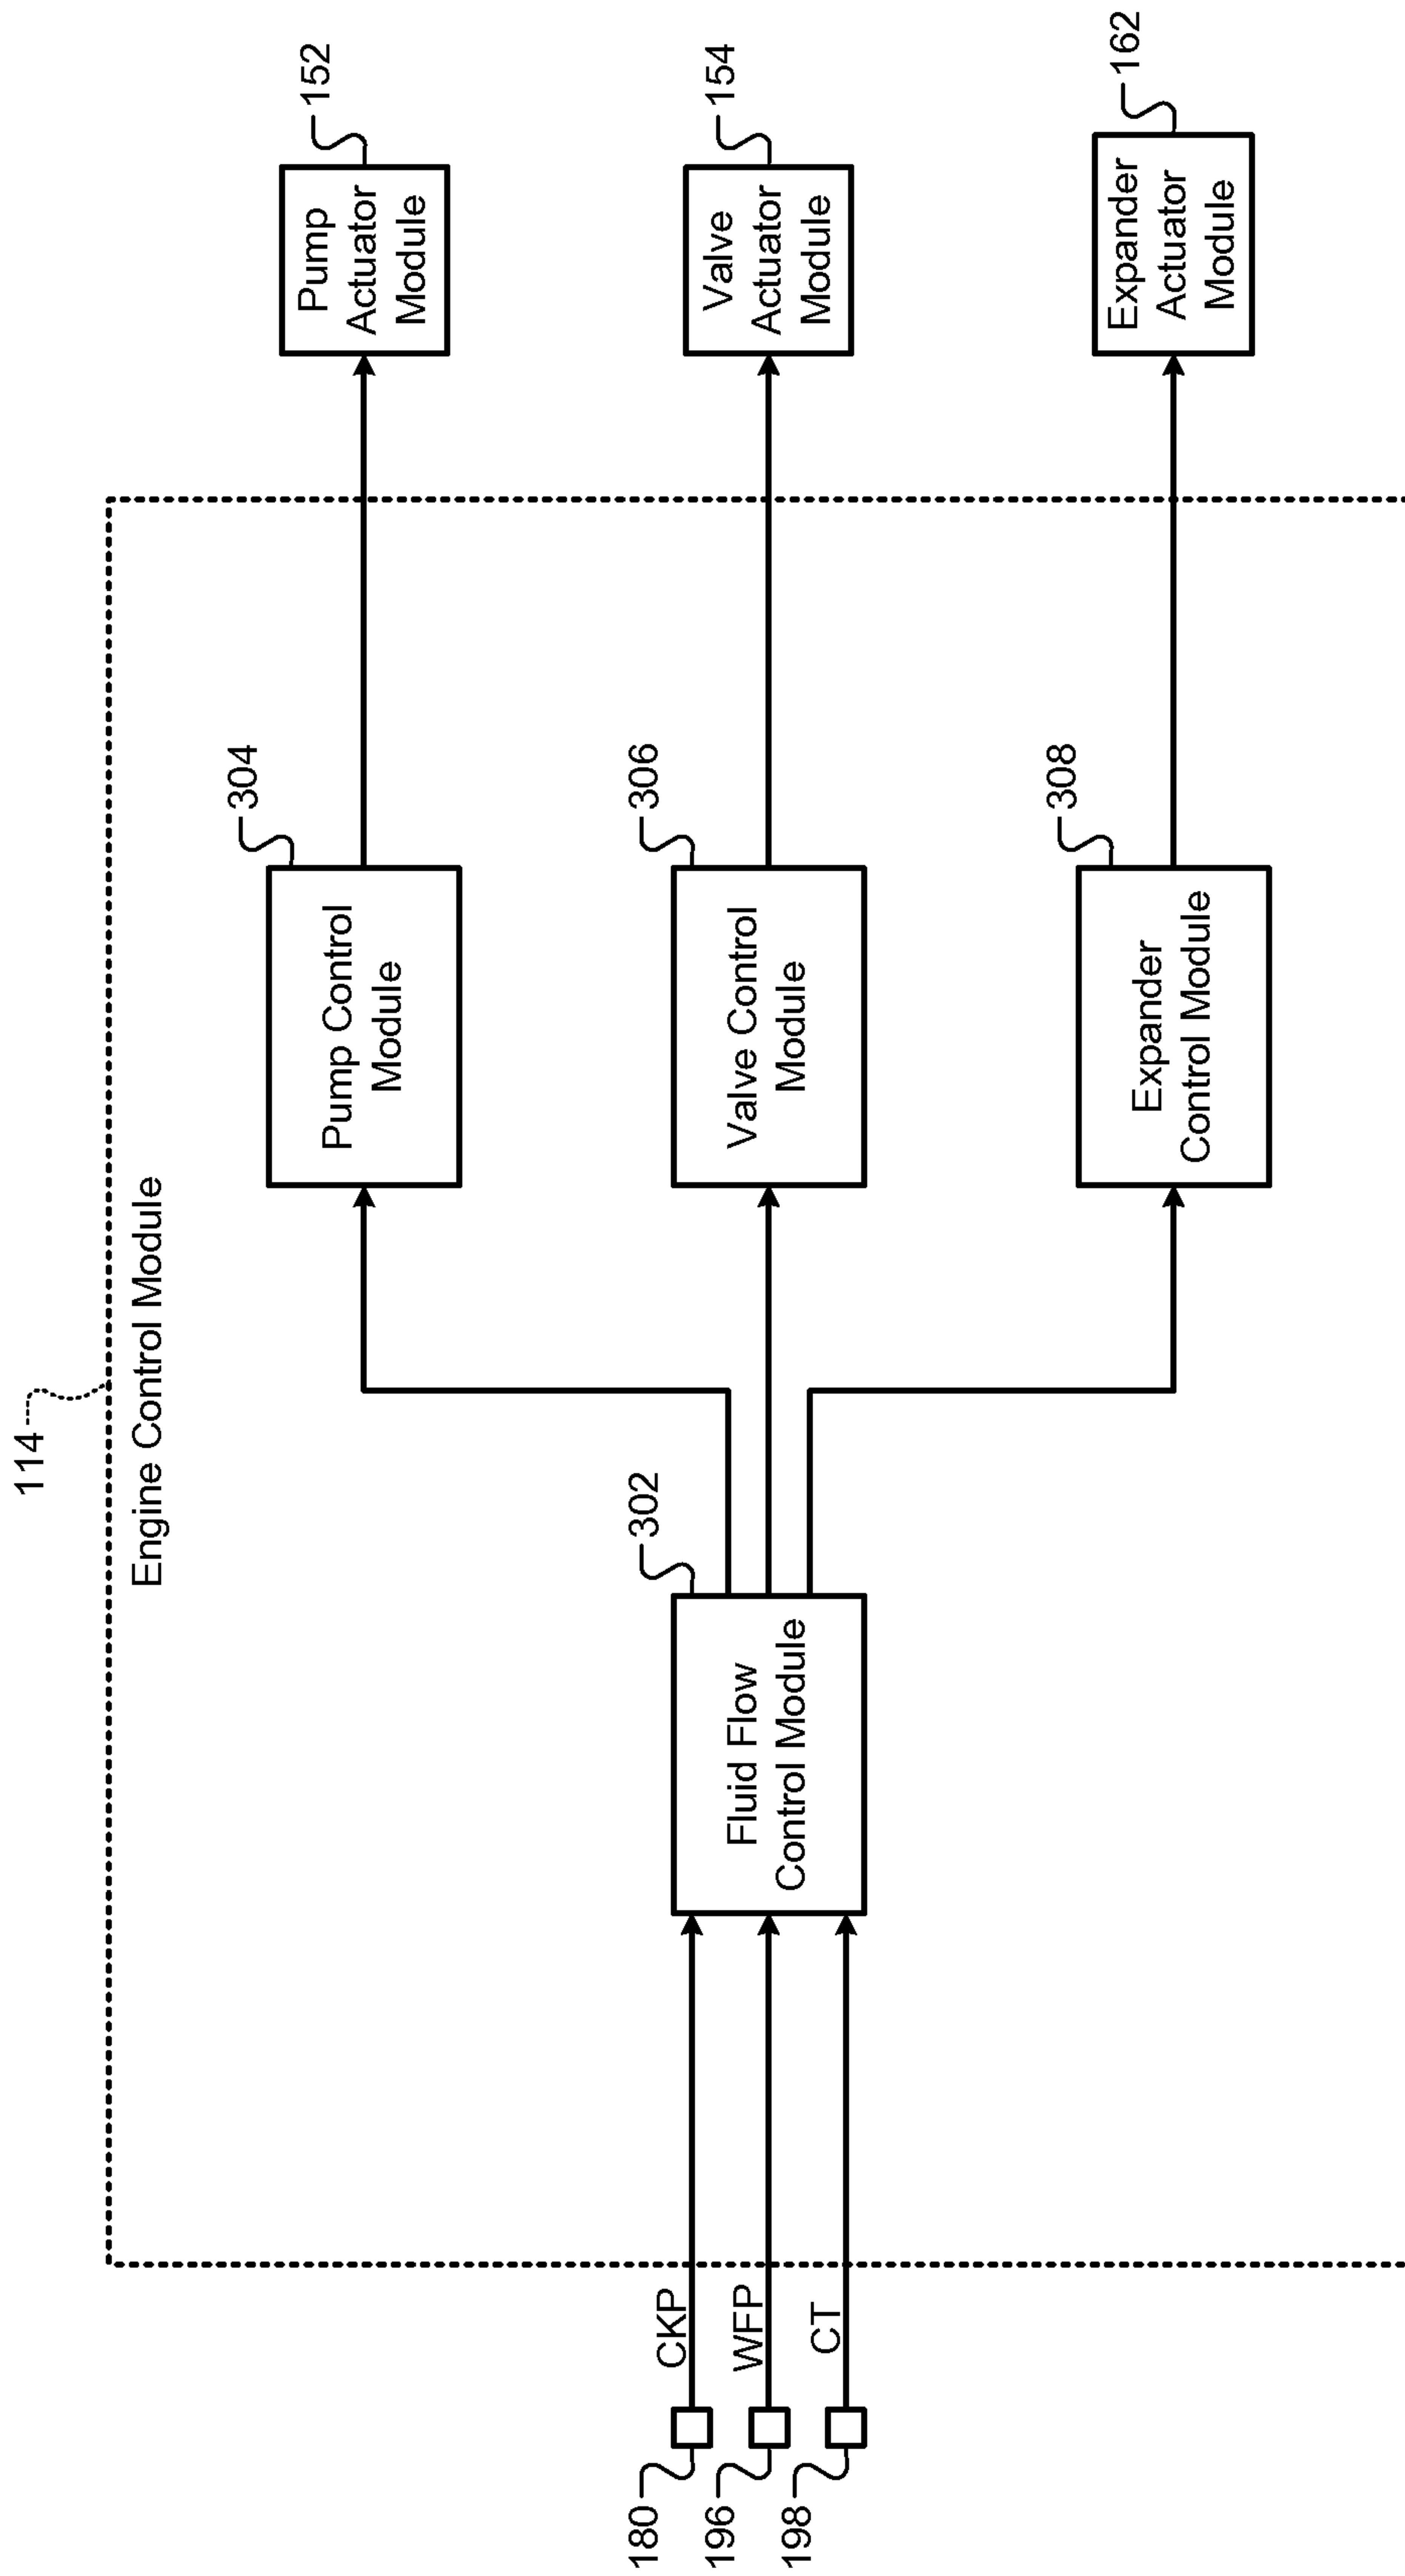 114
Engine Control Module
180
CKP
196
WFP
198
CT
302
Fluid Flow
Control Module
304
Pump Control
Module
306
Valve Control
Module
308
Expander
Control Module
152
Pump
Actuator
Module
154
Valve
Actuator
Module
162
Expander
Actuator
Module